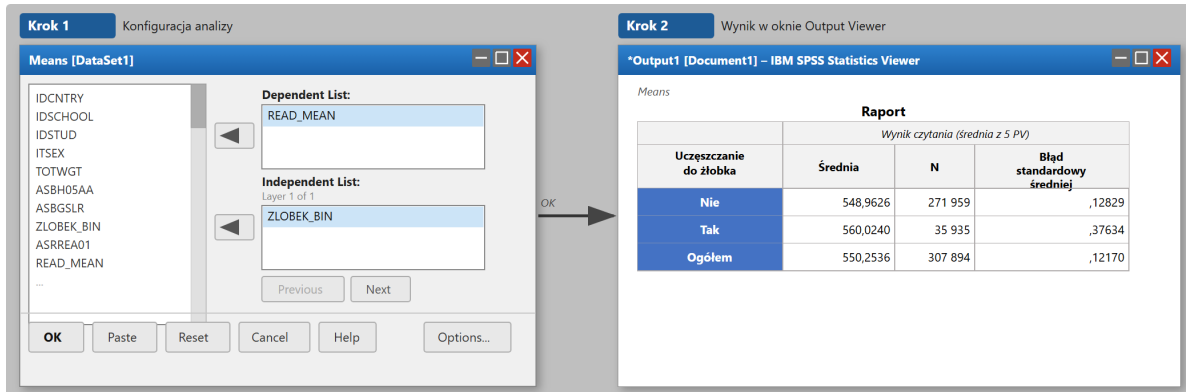 Krok 1
Konfiguracja analizy
Means [DataSet1]
IDCNTRY
IDSCHOOL
IDSTUD
ITSEX
TOTWGT
ASBH05AA
ASBGSLR
ZLOBEK_BIN
ASRREA01
READ_MEAN
...
Dependent List:
READ_MEAN
Independent List:
Layer 1 of 1
ZLOBEK_BIN
Previous Next
OK Paste Reset Cancel Help Options...
OK
Krok 2
Wynik w oknie Output Viewer
*Output1 [Document1] – IBM SPSS Statistics Viewer
Means
Raport
Wynik czytania (średnia z 5 PV)
Uczęszczanie
do żłobka
Średnia
N
Błąd
standardowy
średniej
Nie 548,9626 271 959 ,12829
Tak 560,0240 35 935 ,37634
Ogółem 550,2536 307 894 ,12170